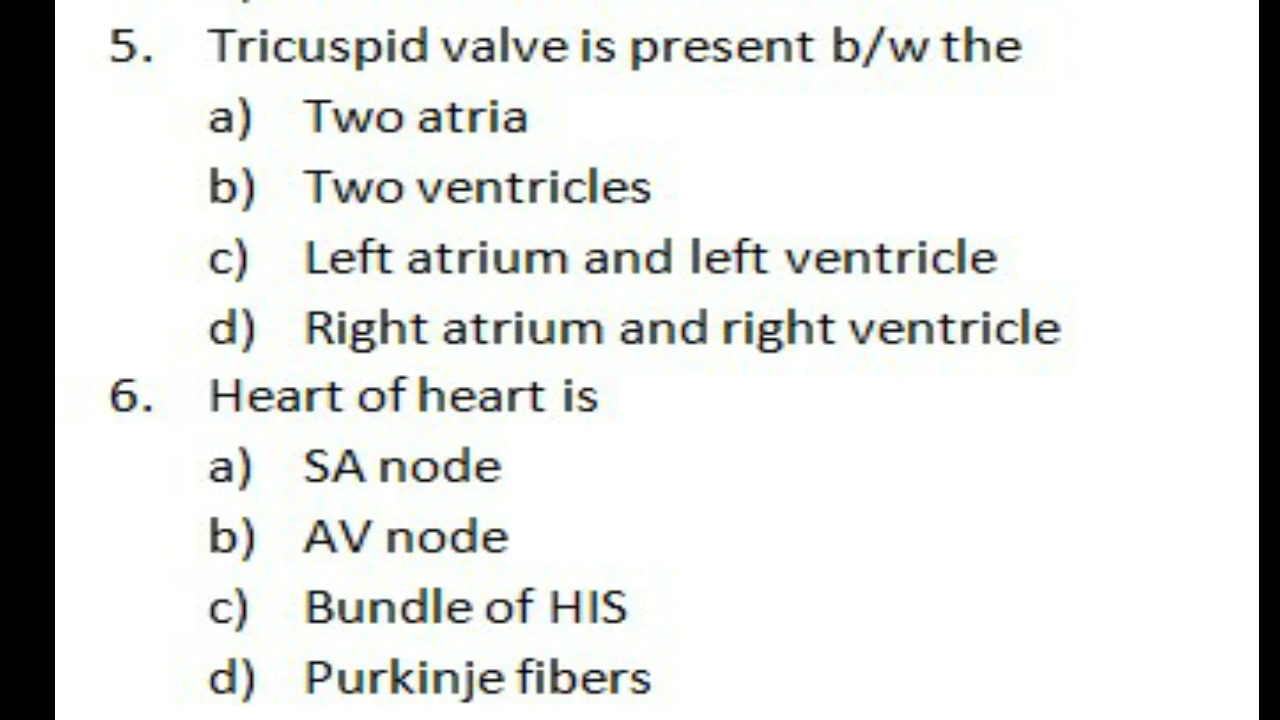 5. Tricuspid valve is present b/w the
a) Two atria
b) Two ventricles
c) Left atrium and left ventricle
d) Right atrium and right ventricle
6. Heart of heart is
a) SA node
b) AV node
c) Bundle of HIS
d) Purkinje fibers